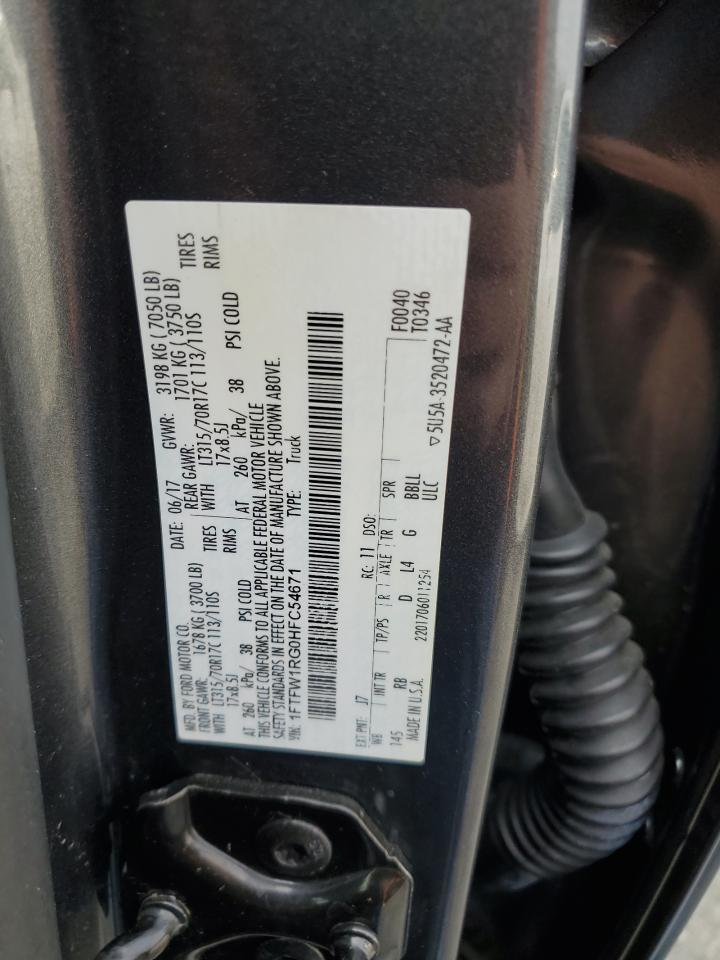 MFD. BY FORD MOTOR CO. DATE: 06/17 GVWR: 3198 KG ( 7050 LB)
FRONT GAWR: 1678 KG ( 3700 LB) REAR GAWR: 1701 KG ( 3750 LB)
WITH LT315/70R17C 113/110S TIRES WITH LT315/70R17C 113/110S TIRES
17x8.5J RIMS 17x8.5J RIMS
AT 260 kPa/ 38 PSI COLD AT 260 kPa/ 38 PSI COLD
THIS VEHICLE CONFORMS TO ALL APPLICABLE FEDERAL MOTOR VEHICLE
SAFETY STANDARDS IN EFFECT ON THE DATE OF MANUFACTURE SHOWN ABOVE.
VIN: 1FTFW1RG0HFC54671 TYPE: Truck
EXT PNT: J7 RC: 11 DSO: F0040
WB INT TR TP/PS R AXLE TR SPR T0346
145 RB D L4 G BBLL
MADE IN U.S.A. 2201706011254 ULC
▽5U5A-3520472-AA